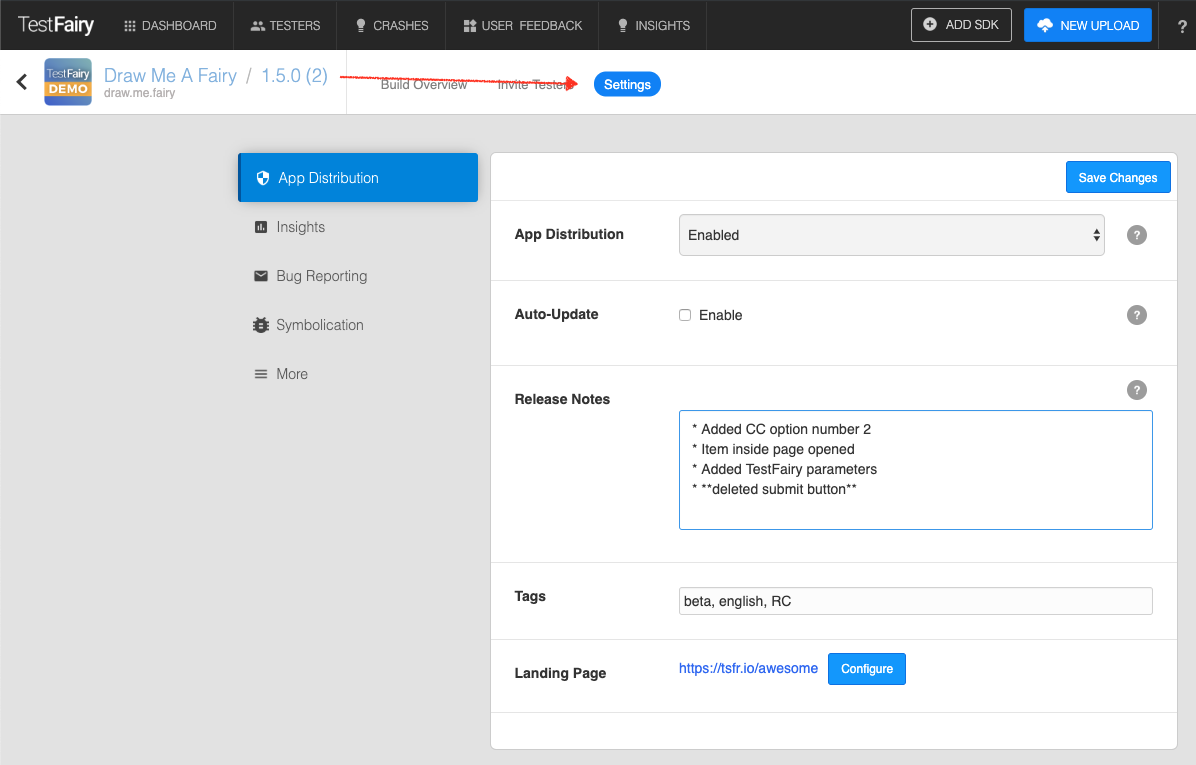 TestFairy DASHBOARD TESTERS CRASHES USER FEEDBACK INSIGHTS ADD SDK NEW UPLOAD ?
TestFairy
DEMO
Draw Me A Fairy / 1.5.0 (2)
draw.me.fairy
Build Overview Invite Testers Settings
App Distribution
Insights
Bug Reporting
Symbolication
More
Save Changes
App Distribution Enabled ?
Auto-Update Enable ?
Release Notes ?
* Added CC option number 2
* Item inside page opened
* Added TestFairy parameters
* **deleted submit button**
Tags beta, english, RC
Landing Page https://tsfr.io/awesome Configure